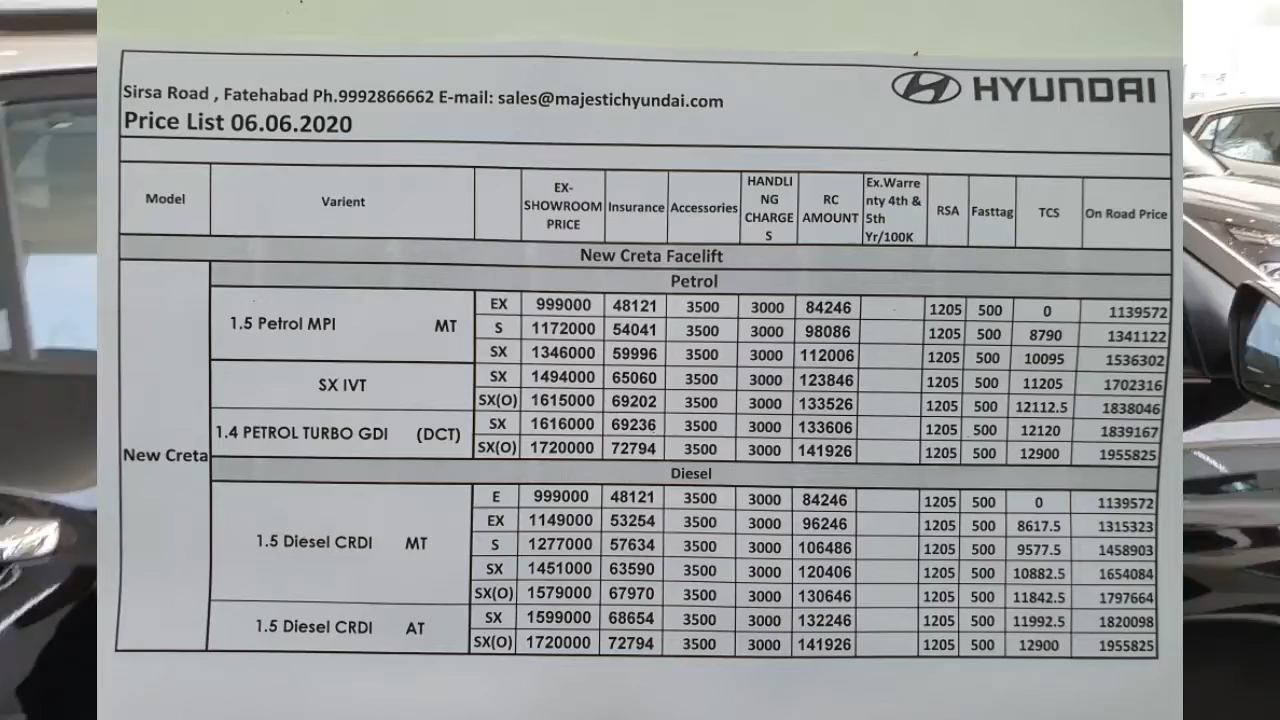 HYUNDAI
Sirsa Road , Fatehabad Ph.9992866662 E-mail: sales@majestichyundai.com
Price List 06.06.2020
Model Varient EX-SHOWROOM PRICE Insurance Accessories HANDLI NG CHARGE S RC AMOUNT Ex.Warre nty 4th & 5th Yr/100K RSA Fasttag TCS On Road Price
New Creta Facelift
Petrol
New Creta
1.5 Petrol MPI MT
EX 999000 48121 3500 3000 84246 1205 500 0 1139572
S 1172000 54041 3500 3000 98086 1205 500 8790 1341122
SX 1346000 59996 3500 3000 112006 1205 500 10095 1536302
SX IVT
SX 1494000 65060 3500 3000 123846 1205 500 11205 1702316
SX(O) 1615000 69202 3500 3000 133526 1205 500 12112.5 1838046
1.4 PETROL TURBO GDI (DCT)
SX 1616000 69236 3500 3000 133606 1205 500 12120 1839167
SX(O) 1720000 72794 3500 3000 141926 1205 500 12900 1955825
Diesel
1.5 Diesel CRDI MT
E 999000 48121 3500 3000 84246 1205 500 0 1139572
EX 1149000 53254 3500 3000 96246 1205 500 8617.5 1315323
S 1277000 57634 3500 3000 106486 1205 500 9577.5 1458903
SX 1451000 63590 3500 3000 120406 1205 500 10882.5 1654084
SX(O) 1579000 67970 3500 3000 130646 1205 500 11842.5 1797664
1.5 Diesel CRDI AT
SX 1599000 68654 3500 3000 132246 1205 500 11992.5 1820098
SX(O) 1720000 72794 3500 3000 141926 1205 500 12900 1955825